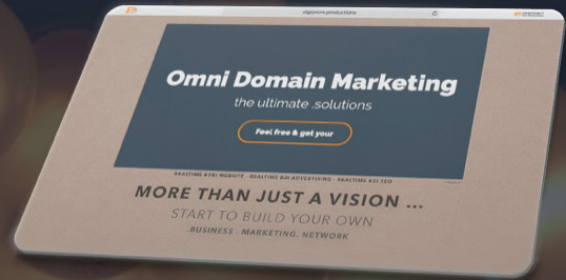 Omni Domain Marketing
the ultimate .solutions
Feel free & get your
MORE THAN JUST A VISION ...
START TO BUILD YOUR OWN
.BUSINESS . MARKETING. NETWORK